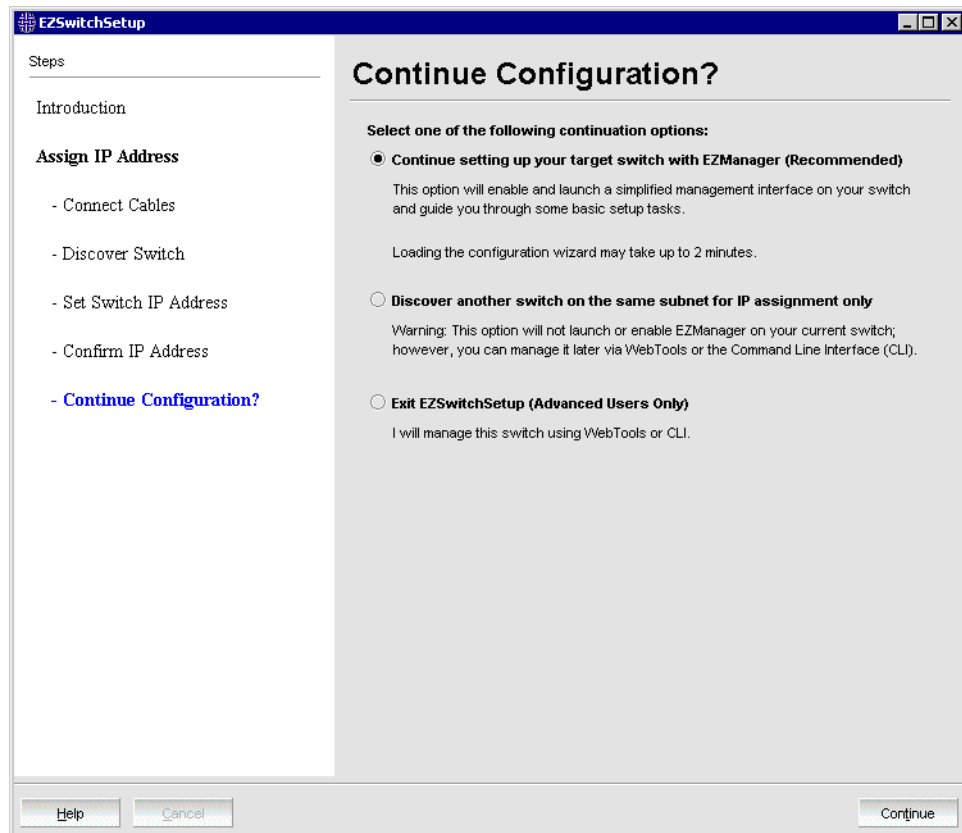 EZSwitchSetup
Steps
Introduction
Assign IP Address
- Connect Cables
- Discover Switch
- Set Switch IP Address
- Confirm IP Address
- Continue Configuration?
Continue Configuration?
Select one of the following continuation options:
Continue setting up your target switch with EZManager (Recommended)
This option will enable and launch a simplified management interface on your switch
and guide you through some basic setup tasks.
Loading the configuration wizard may take up to 2 minutes.
Discover another switch on the same subnet for IP assignment only
Warning: This option will not launch or enable EZManager on your current switch;
however, you can manage it later via WebTools or the Command Line Interface (CLI).
Exit EZSwitchSetup (Advanced Users Only)
I will manage this switch using WebTools or CLI.
Help
Cancel
Continue